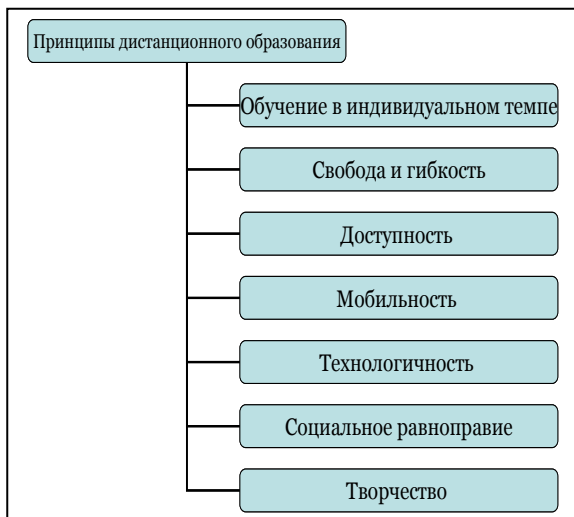 Принципы дистанционного образования
Обучение в индивидуальном темпе
Свобода и гибкость
Доступность
Мобильность
Технологичность
Социальное равноправие
Творчество